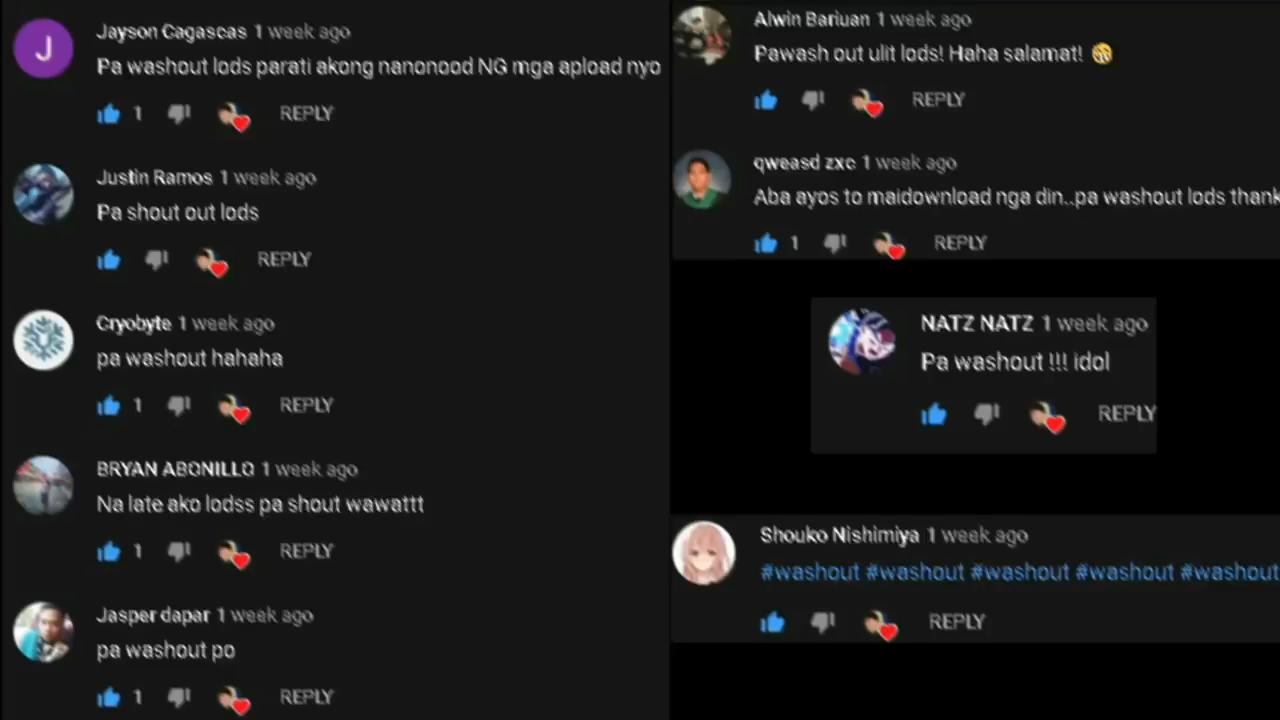 Jayson Cagascas 1 week ago
Pa washout lods parati akong nanonood NG mga apload nyo
1 REPLY
Justin Ramos 1 week ago
Pa shout out lods
REPLY
Cryobyte 1 week ago
pa washout hahaha
1 REPLY
BRYAN ABONILLO 1 week ago
Na late ako lodss pa shout wawattt
1 REPLY
Jasper dapar 1 week ago
pa washout po
1 REPLY
Alwin Bariuan 1 week ago
Pawash out ulit lods! Haha salamat!
REPLY
qweasd zxc 1 week ago
Aba ayos to maidownload nga din..pa washout lods thank
1 REPLY
NATZ NATZ 1 week ago
Pa washout !!! idol
REPLY
Shouko Nishimiya 1 week ago
#washout #washout #washout #washout #washout
REPLY